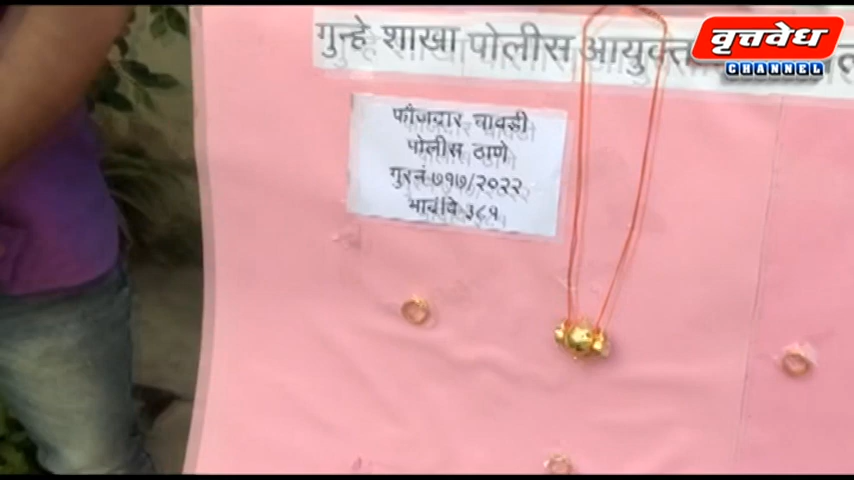 गुन्हे शाखा पोलीस आयुक्त
वृत्तवेध
CHANNEL
फौजदार चावडी
पोलीस ठाणे
गुरनं ७१७/२०२२
भादंवि ३८१